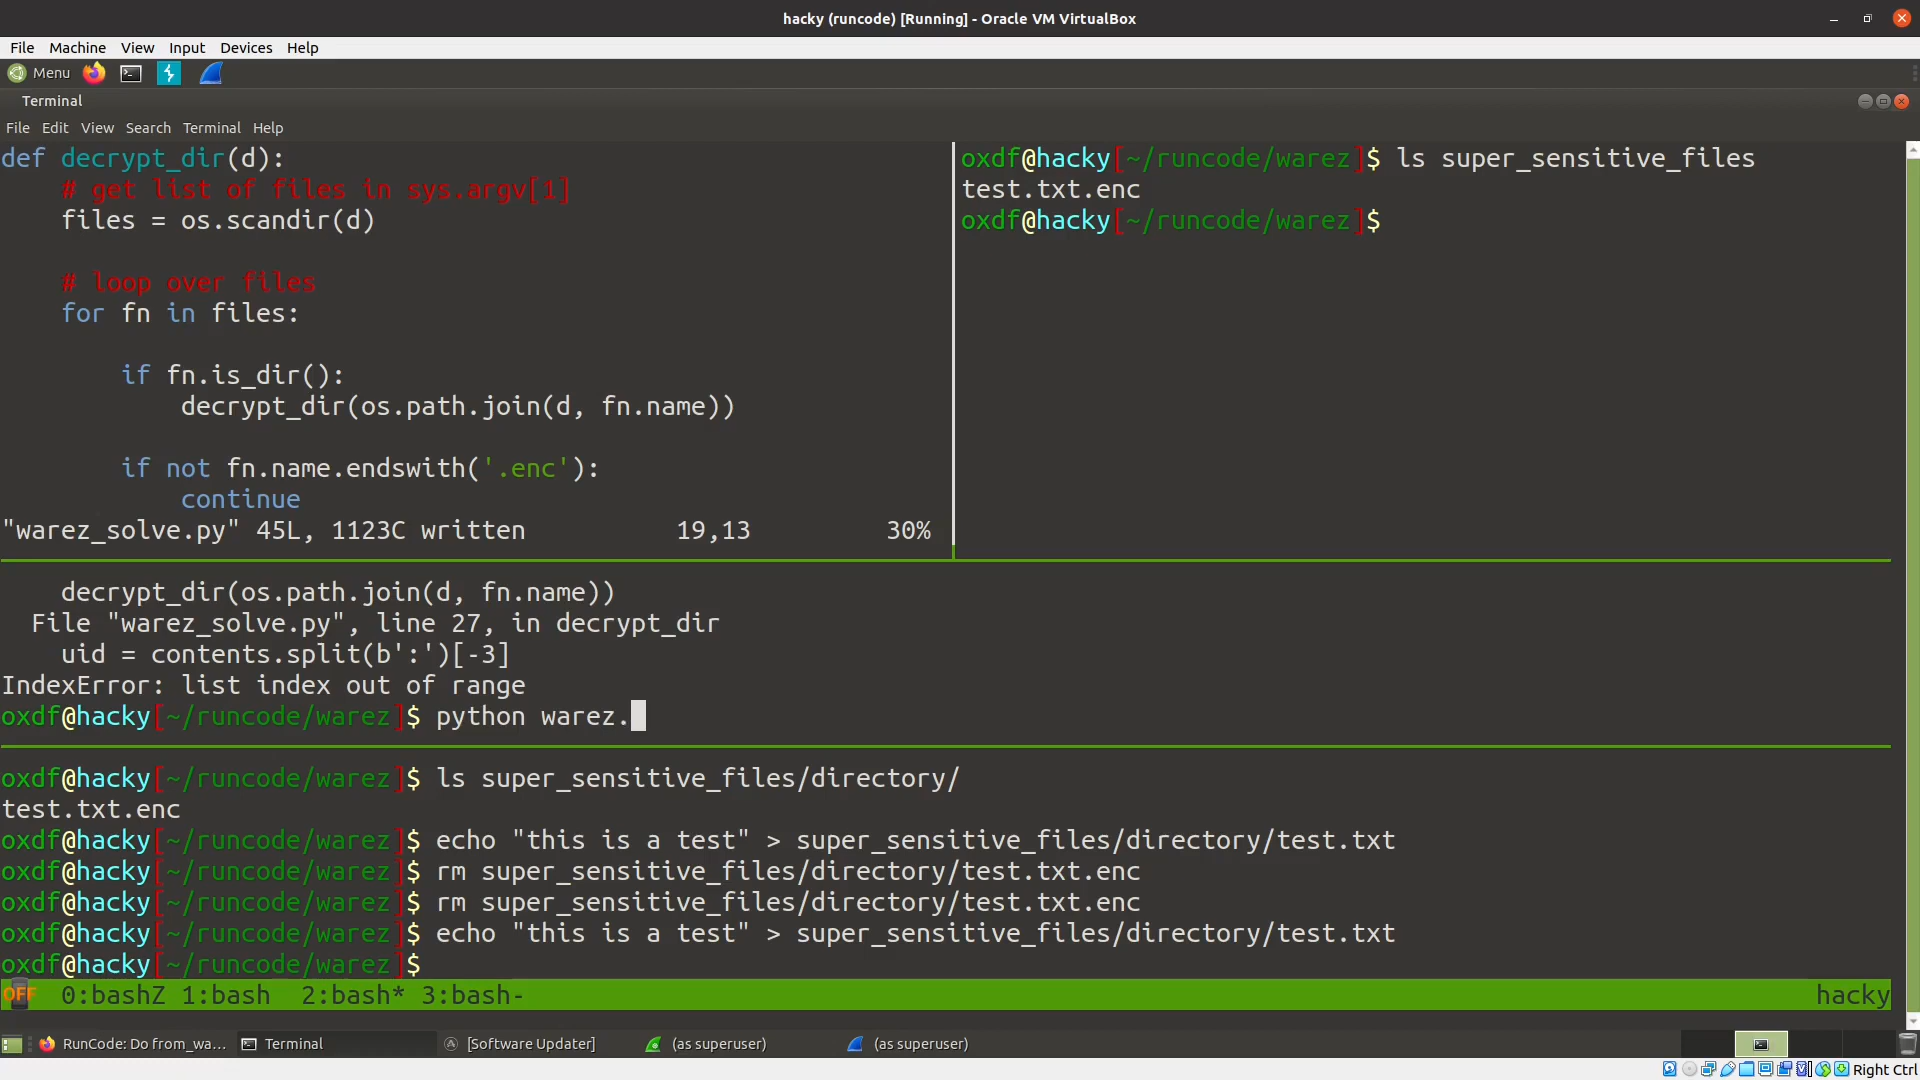 hacky (runcode) [Running] - Oracle VM VirtualBox
File Machine View Input Devices Help
Menu
Terminal
File Edit View Search Terminal Help
def decrypt_dir(d):
    # get list of files in sys.argv[1]
    files = os.scandir(d)
    # loop over files
    for fn in files:
        if fn.is_dir():
            decrypt_dir(os.path.join(d, fn.name))
        if not fn.name.endswith('.enc'):
            continue
"warez_solve.py" 45L, 1123C written 19,13 30%
oxdf@hacky[~/runcode/warez]$ ls super_sensitive_files
test.txt.enc
oxdf@hacky[~/runcode/warez]$
    decrypt_dir(os.path.join(d, fn.name))
  File "warez_solve.py", line 27, in decrypt_dir
    uid = contents.split(b':')[-3]
IndexError: list index out of range
oxdf@hacky[~/runcode/warez]$ python warez.
oxdf@hacky[~/runcode/warez]$ ls super_sensitive_files/directory/
test.txt.enc
oxdf@hacky[~/runcode/warez]$ echo "this is a test" > super_sensitive_files/directory/test.txt
oxdf@hacky[~/runcode/warez]$ rm super_sensitive_files/directory/test.txt.enc
oxdf@hacky[~/runcode/warez]$ rm super_sensitive_files/directory/test.txt.enc
oxdf@hacky[~/runcode/warez]$ echo "this is a test" > super_sensitive_files/directory/test.txt
oxdf@hacky[~/runcode/warez]$
OFF 0:bashZ 1:bash 2:bash* 3:bash- hacky
RunCode: Do from_wa... Terminal [Software Updater] (as superuser) (as superuser)
Right Ctrl